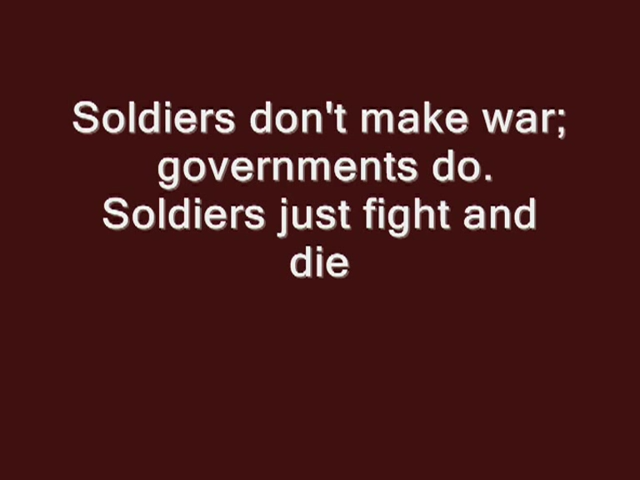 Soldiers don't make war;
governments do.
Soldiers just fight and
die